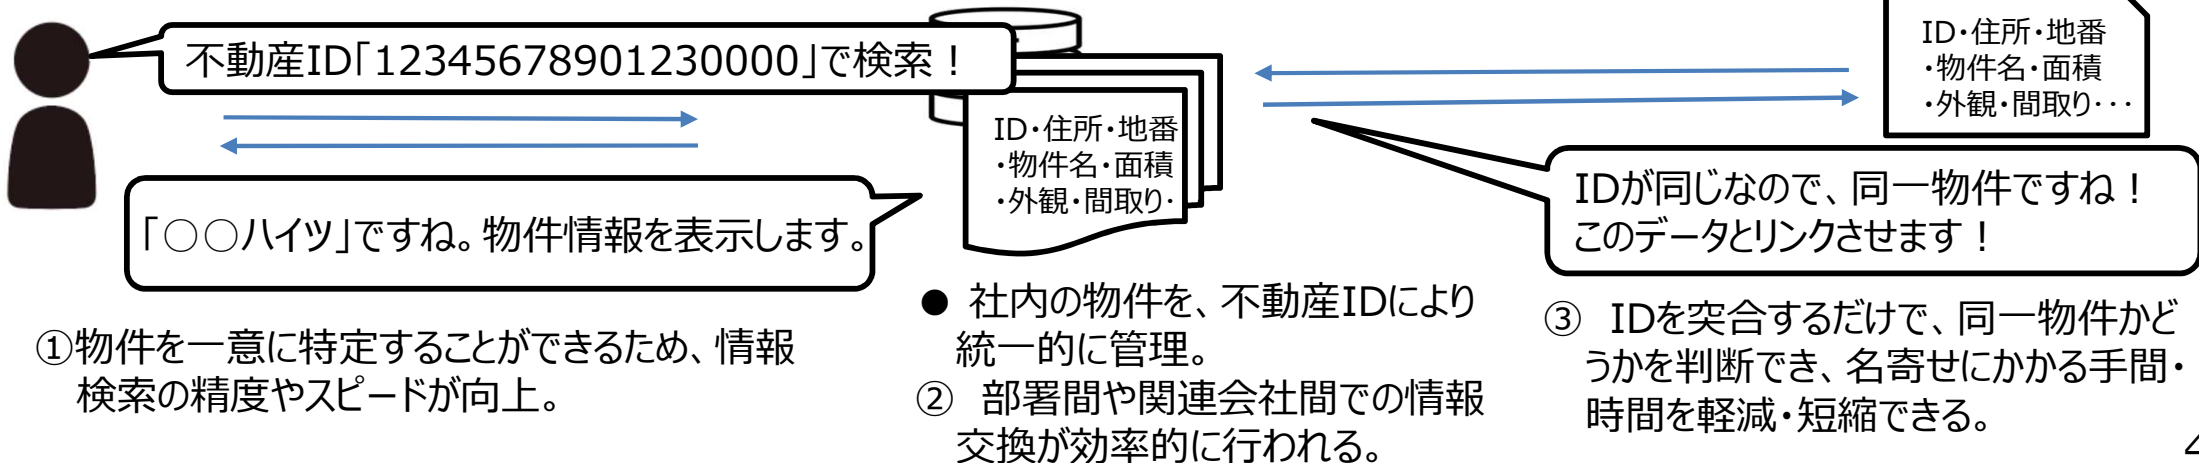 不動産ID「12345678901230000」で検索！
「○○ハイツ」ですね。物件情報を表示します。
①物件を一意に特定することができるため、情報
検索の精度やスピードが向上。
ID・住所・地番
・物件名・面積
・外観・間取り・
● 社内の物件を、不動産IDにより
統一的に管理。
② 部署間や関連会社間での情報
交換が効率的に行われる。
ID・住所・地番
・物件名・面積
・外観・間取り・・・
IDが同じなので、同一物件ですね！
このデータとリンクさせます！
③ IDを突合するだけで、同一物件かど
うかを判断でき、名寄せにかかる手間・
時間を軽減・短縮できる。